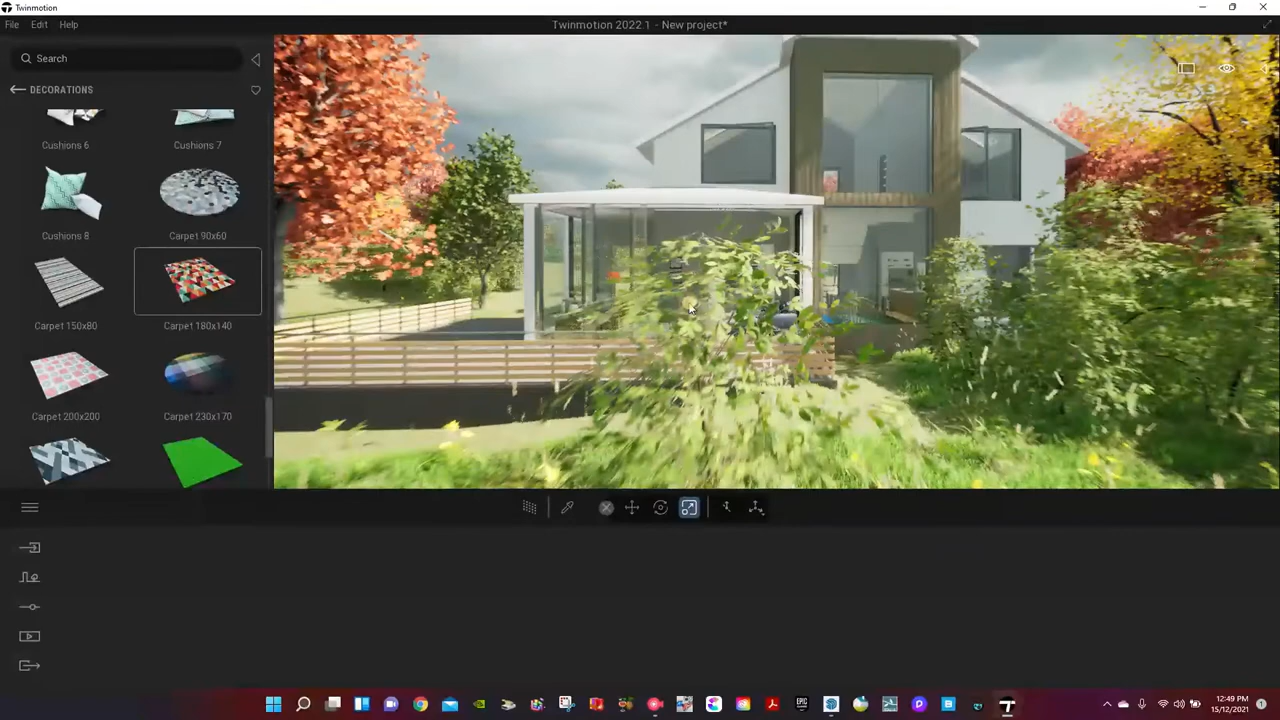 Twinmotion
File Edit Help
Twinmotion 2022.1 - New project*
Search
DECORATIONS
Cushions 6
Cushions 7
Cushions 8
Carpet 90x60
Carpet 150x80
Carpet 180x140
Carpet 200x200
Carpet 230x170
12:49 PM
15/12/2021